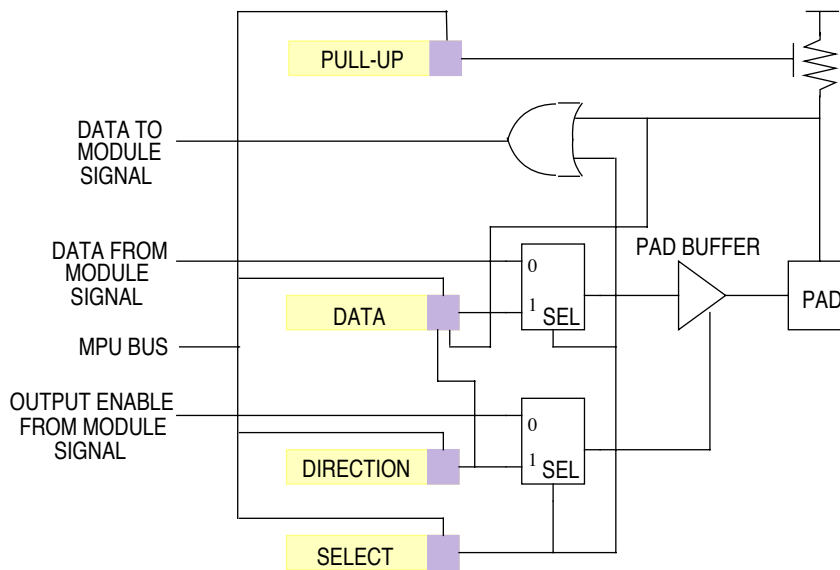 PULL-UP
DATA TO
MODULE
SIGNAL
DATA FROM
MODULE
SIGNAL
0
1
SEL
PAD BUFFER
PAD
DATA
MPU BUS
OUTPUT ENABLE
FROM MODULE
SIGNAL
0
1
SEL
DIRECTION
SELECT